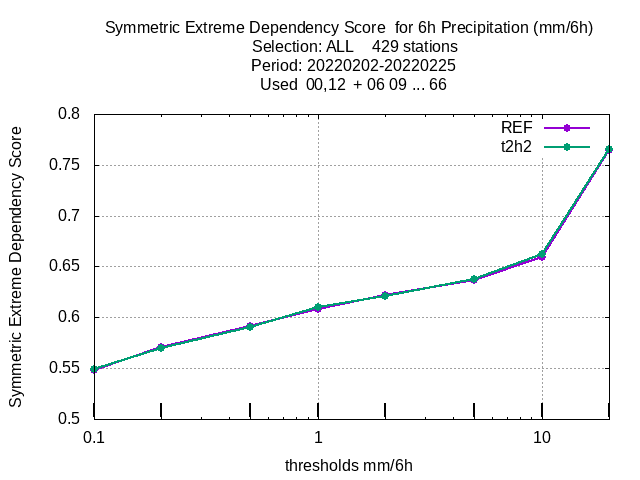 Symmetric Extreme Dependency Score for 6h Precipitation (mm/6h)
Selection: ALL 429 stations
Period: 20220202-20220225
Used 00,12 + 06 09 ... 66
REF
t2h2
0.8
0.75
0.7
0.65
0.6
0.55
0.5
Symmetric Extreme Dependency Score
0.1 1 10
thresholds mm/6h